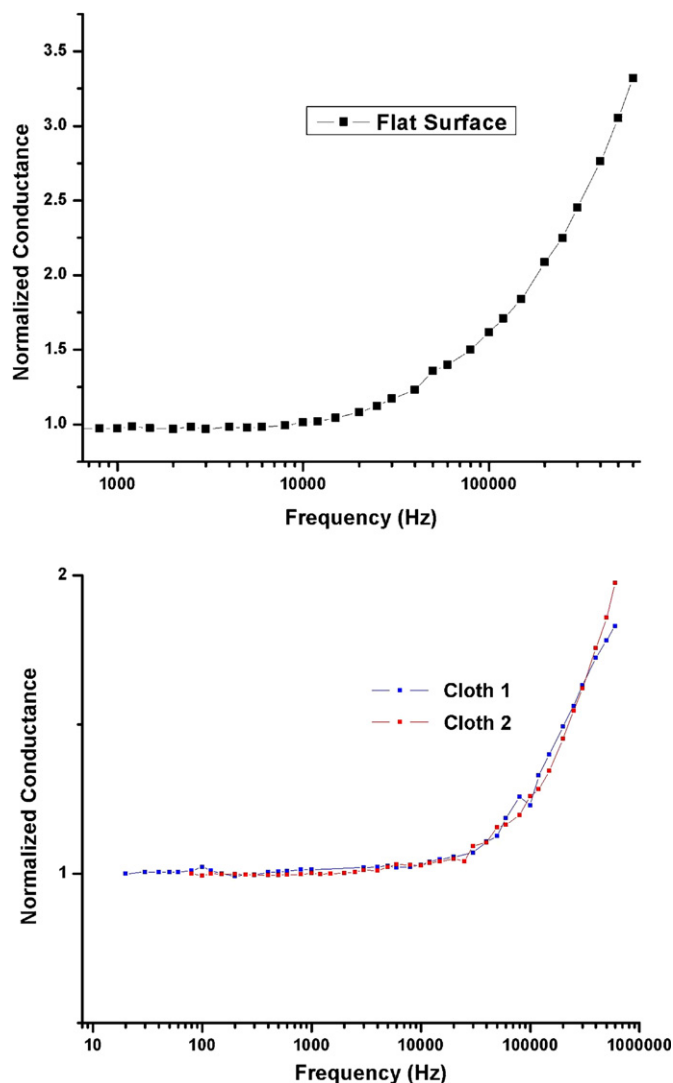 3.5
3.0
2.5
2.0
1.5
1.0
Normalized Conductance
Flat Surface
1000 10000 100000
Frequency (Hz)
2
1
Normalized Conductance
Cloth 1
Cloth 2
10 100 1000 10000 100000 1000000
Frequency (Hz)